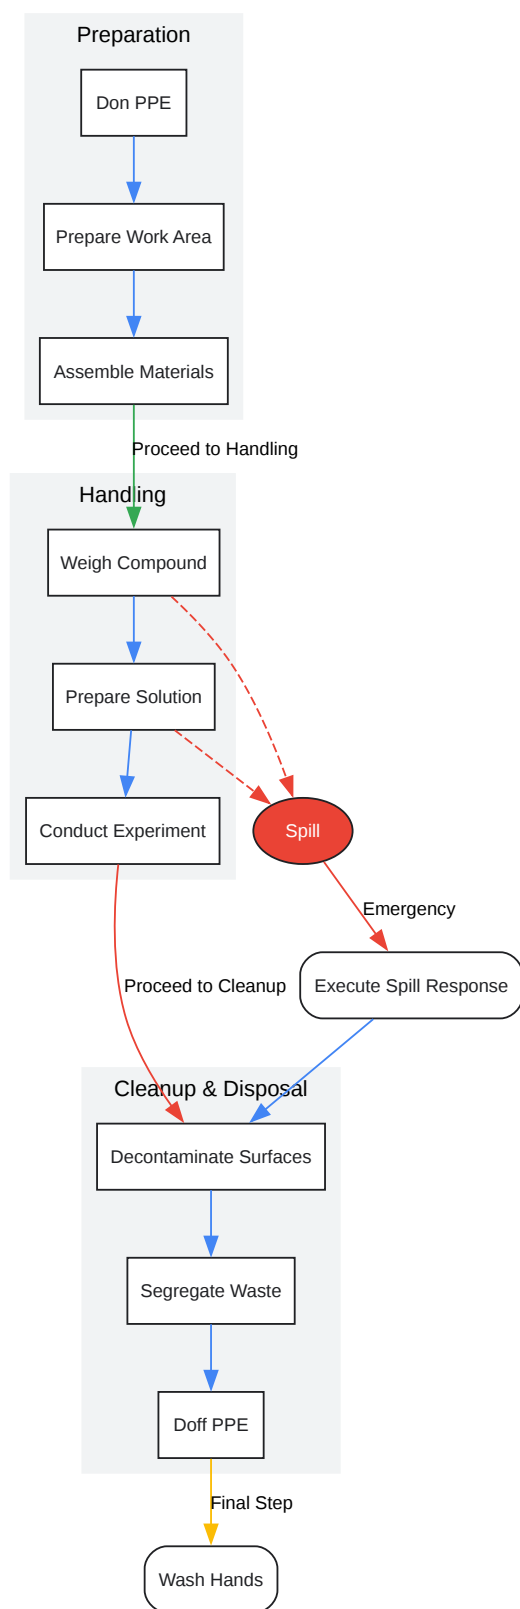 Preparation
Don PPE
Prepare Work Area
Assemble Materials
Proceed to Handling
Handling
Weigh Compound
Prepare Solution
Conduct Experiment
Spill
Emergency
Proceed to Cleanup
Execute Spill Response
Cleanup & Disposal
Decontaminate Surfaces
Segregate Waste
Doff PPE
Final Step
Wash Hands